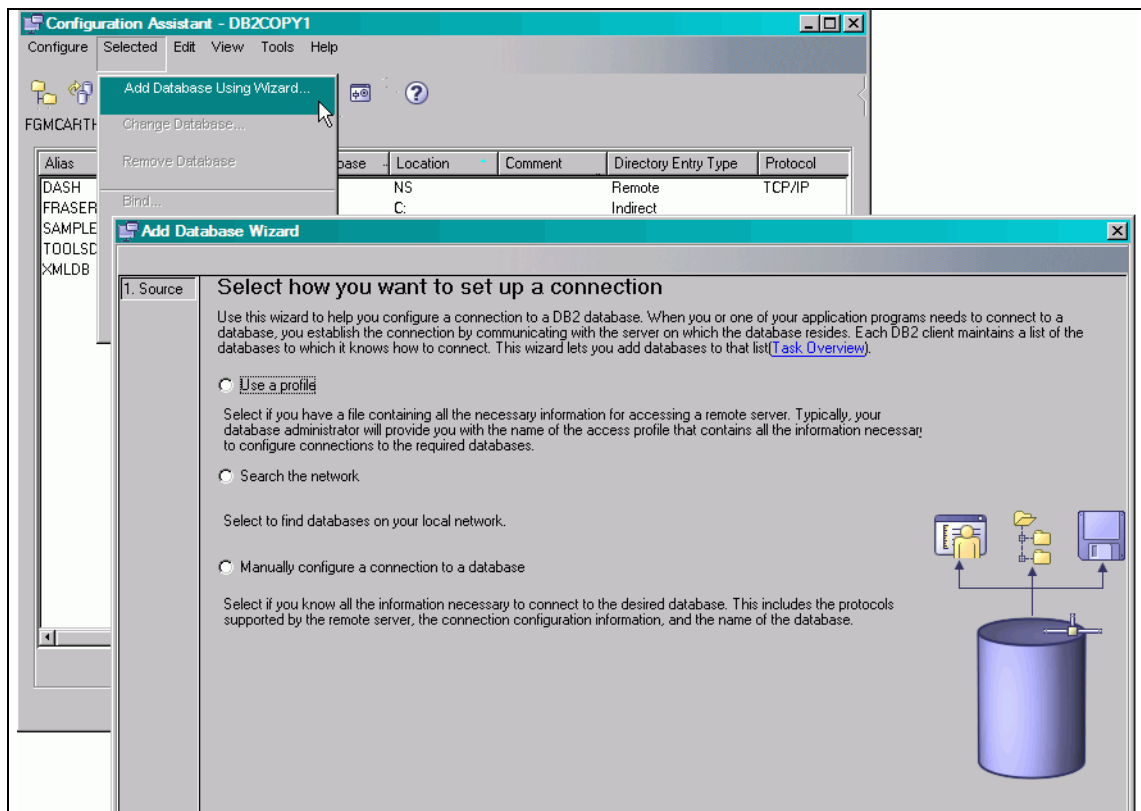 Configuration Assistant - DB2COPY1
Configure Selected Edit View Tools Help
Add Database Using Wizard...
Change Database...
Remove Database
Bind...
Alias Location Comment Directory Entry Type Protocol
DASH NS Remote TCP/IP
C: Indirect
XMLDB
Add Database Wizard
1. Source
Select how you want to set up a connection
Use this wizard to help you configure a connection to a DB2 database. When you or one of your application programs needs to connect to a
database, you establish the connection by communicating with the server on which the database resides. Each DB2 client maintains a list of the
databases to which it knows how to connect. This wizard lets you add databases to that list(Task Overview).
Use a profile
Select if you have a file containing all the necessary information for accessing a remote server. Typically, your
database administrator will provide you with the name of the access profile that contains all the information necessary
to configure connections to the required databases.
Search the network
Select to find databases on your local network.
Manually configure a connection to a database
Select if you know all the information necessary to connect to the desired database. This includes the protocols
supported by the remote server, the connection configuration information, and the name of the database.